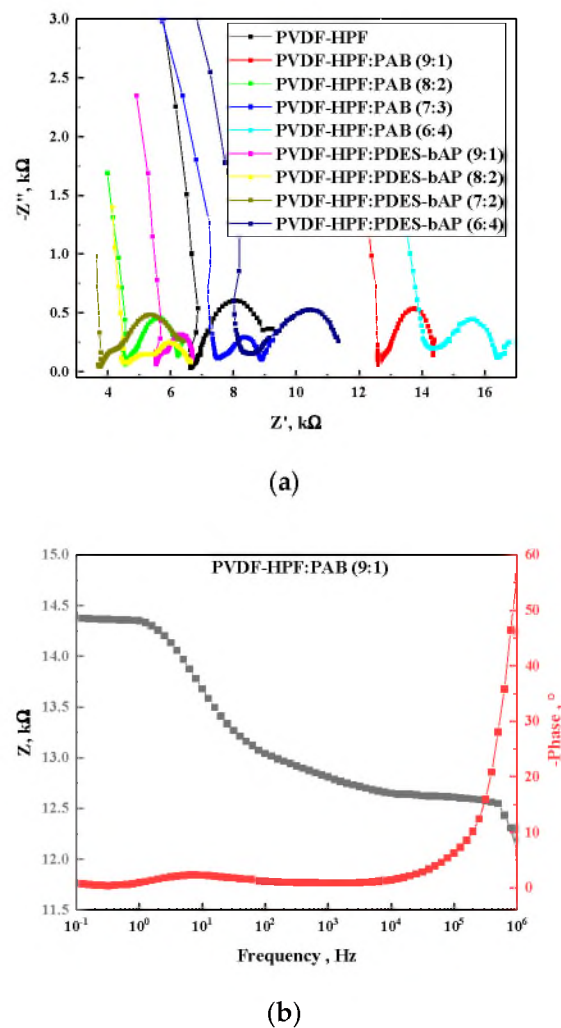 (a)
3.0
2.5
2.0
1.5
1.0
0.5
0.0
-Z'', kΩ
PVDF-HPF
PVDF-HPF:PAB (9:1)
PVDF-HPF:PAB (8:2)
PVDF-HPF:PAB (7:3)
PVDF-HPF:PAB (6:4)
PVDF-HPF:PDES-bAP (9:1)
PVDF-HPF:PDES-bAP (8:2)
PVDF-HPF:PDES-bAP (7:2)
PVDF-HPF:PDES-bAP (6:4)
4 6 8 10 12 14 16
Z', kΩ
(a)
PVDF-HPF:PAB (9:1)
15.0
14.5
14.0
13.5
13.0
12.5
12.0
11.5
Z, kΩ
60
50
40
30
20
10
0
-Phase , °
10⁻¹ 10⁰ 10¹ 10² 10³ 10⁴ 10⁵ 10⁶
Frequency , Hz
(b)